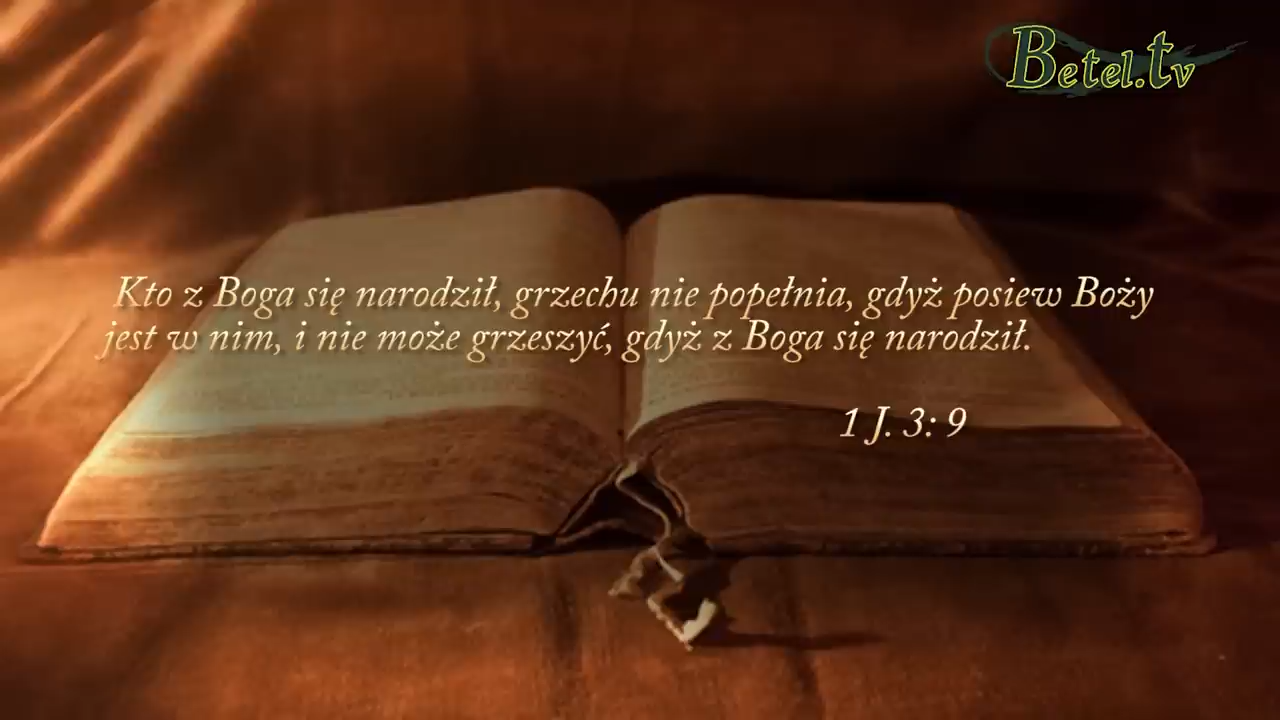 Betel.tv
Kto z Boga się narodził, grzechu nie popełnia, gdyż posiew Boży
jest w nim, i nie może grzeszyć, gdyż z Boga się narodził.
1 J. 3: 9